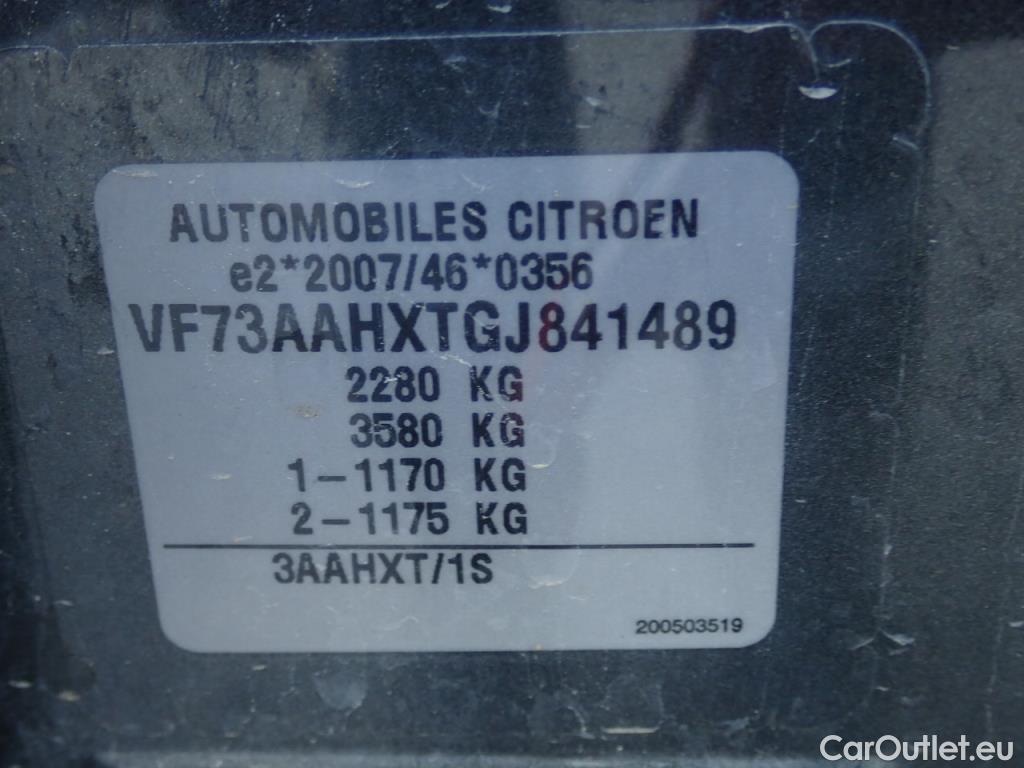 AUTOMOBILES CITROEN
e2*2007/46*0356
VF73AAHXTGJ841489
2280 KG
3580 KG
1-1170 KG
2-1175 KG
3AAHXT/1S
200503519
CarOutlet.eu